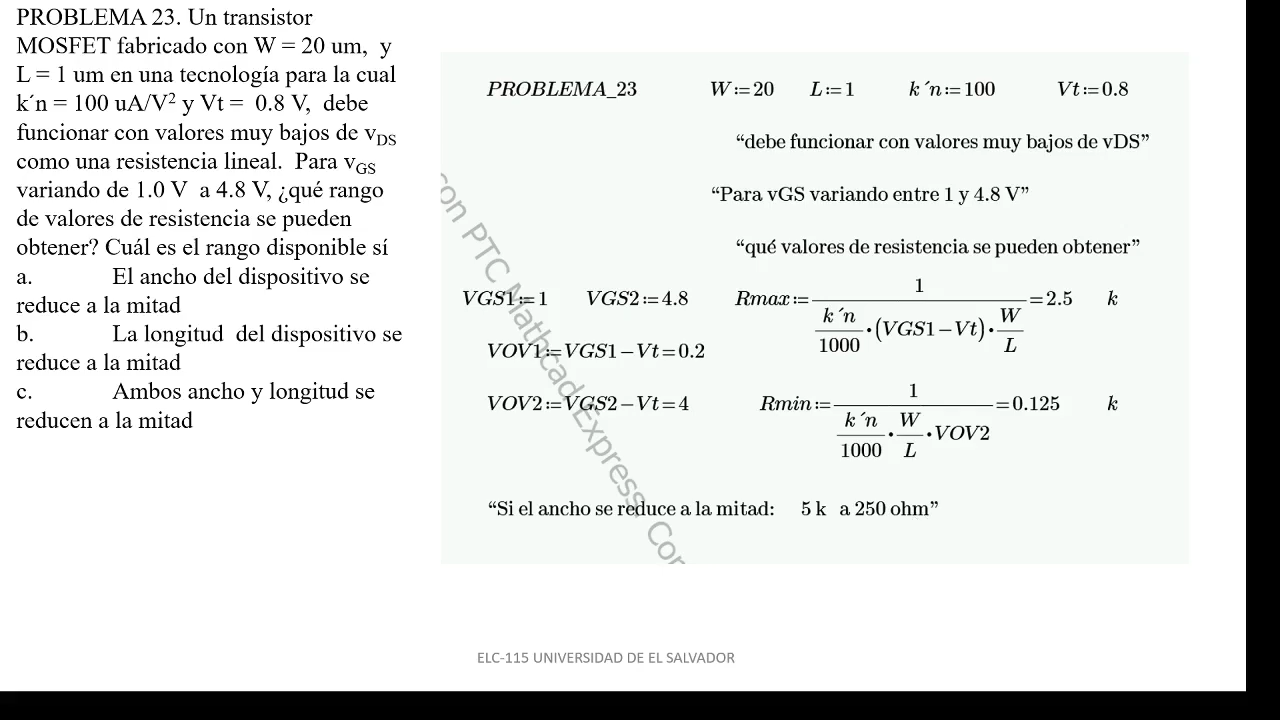 PROBLEMA 23. Un transistor
MOSFET fabricado con W = 20 um,  y
L = 1 um en una tecnología para la cual
k´n = 100 uA/V² y Vt =  0.8 V,  debe
funcionar con valores muy bajos de vDS
como una resistencia lineal.  Para vGS
variando de 1.0 V  a 4.8 V, ¿qué rango
de valores de resistencia se pueden
obtener? Cuál es el rango disponible sí
a. El ancho del dispositivo se
reduce a la mitad
b. La longitud  del dispositivo se
reduce a la mitad
c. Ambos ancho y longitud se
reducen a la mitad
PROBLEMA_23 W:=20 L:=1 k´n:=100 Vt:=0.8
“debe funcionar con valores muy bajos de vDS”
“Para vGS variando entre 1 y 4.8 V”
“qué valores de resistencia se pueden obtener”
VGS1:=1 VGS2:=4.8 Rmax:= 1 / (k´n/1000 • (VGS1−Vt) • W/L) =2.5 k
VOV1:=VGS1−Vt=0.2
VOV2:=VGS2−Vt=4 Rmin:= 1 / (k´n/1000 • W/L • VOV2) =0.125 k
“Si el ancho se reduce a la mitad: 5 k a 250 ohm”
con PTC Mathcad Express. Con
ELC-115 UNIVERSIDAD DE EL SALVADOR